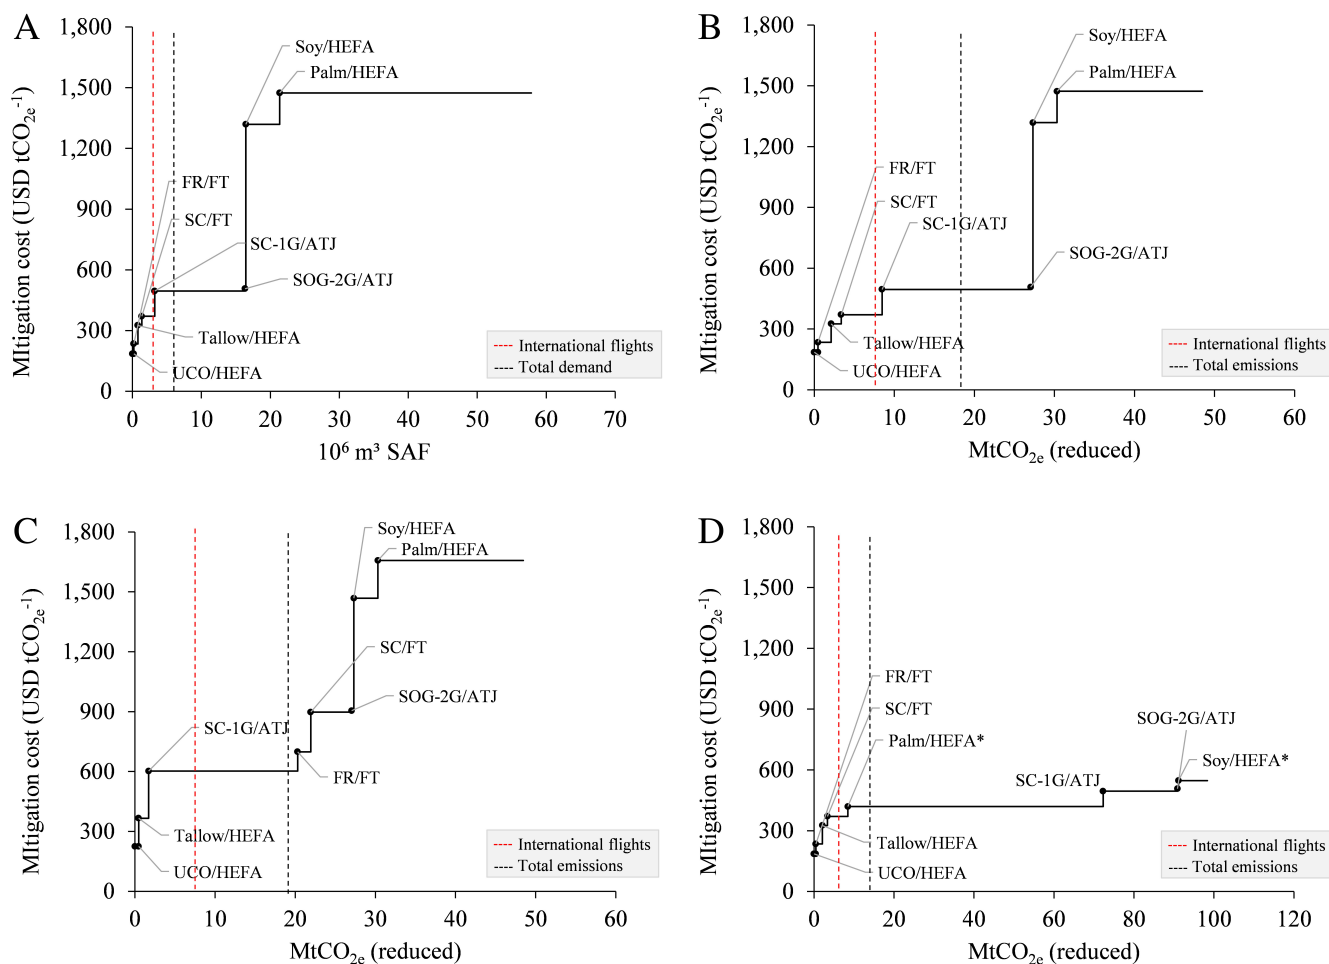 A
MItigation cost (USD tCO2e-1)
1,800
1,500
1,200
900
600
300
0
Soy/HEFA
Palm/HEFA
FR/FT
SC/FT
SC-1G/ATJ
SOG-2G/ATJ
Tallow/HEFA
UCO/HEFA
International flights
Total demand
0 10 20 30 40 50 60 70
10⁶ m³ SAF
B
MItigation cost (USD tCO2e-1)
1,800
1,500
1,200
900
600
300
0
Soy/HEFA
Palm/HEFA
FR/FT
SC/FT
SC-1G/ATJ
SOG-2G/ATJ
Tallow/HEFA
UCO/HEFA
International flights
Total emissions
0 10 20 30 40 50 60
MtCO2e (reduced)
C
MItigation cost (USD tCO2e-1)
1,800
1,500
1,200
900
600
300
0
Soy/HEFA
Palm/HEFA
SC/FT
SOG-2G/ATJ
SC-1G/ATJ
FR/FT
Tallow/HEFA
UCO/HEFA
International flights
Total emissions
0 10 20 30 40 50 60
MtCO2e (reduced)
D
MItigation cost (USD tCO2e-1)
1,800
1,500
1,200
900
600
300
0
FR/FT
SC/FT
SOG-2G/ATJ
Palm/HEFA*
Soy/HEFA*
SC-1G/ATJ
Tallow/HEFA
UCO/HEFA
International flights
Total emissions
0 20 40 60 80 100 120
MtCO2e (reduced)